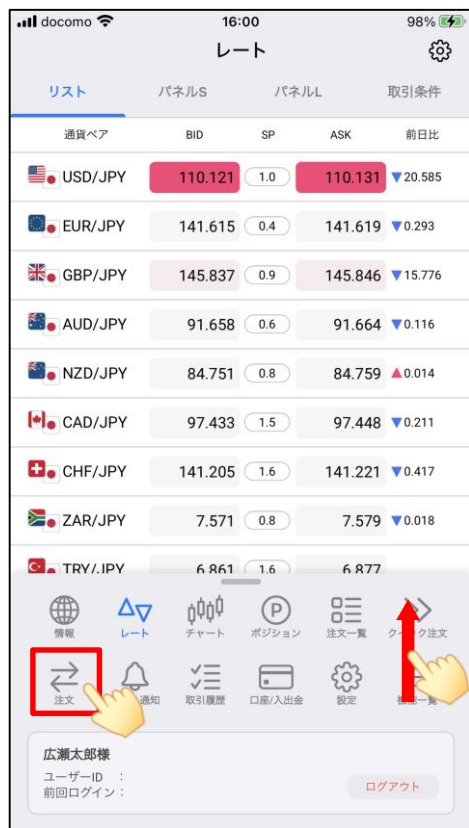 docomo 16:00 98%
レート
リスト パネルS パネルL 取引条件
通貨ペア BID SP ASK 前日比
USD/JPY 110.121 1.0 110.131 ▼20.585
EUR/JPY 141.615 0.4 141.619 ▼0.293
GBP/JPY 145.837 0.9 145.846 ▼15.776
AUD/JPY 91.658 0.6 91.664 ▼0.116
NZD/JPY 84.751 0.8 84.759 ▲0.014
CAD/JPY 97.433 1.5 97.448 ▼0.211
CHF/JPY 141.205 1.6 141.221 ▼0.417
ZAR/JPY 7.571 0.8 7.579 ▼0.018
TRY/JPY 6.861 1.6 6.877
情報 レート チャート ポジション 注文一覧 クイック注文
注文 通知 取引履歴 口座/入出金 設定
広瀬太郎様
ユーザーID :
前回ログイン :
ログアウト